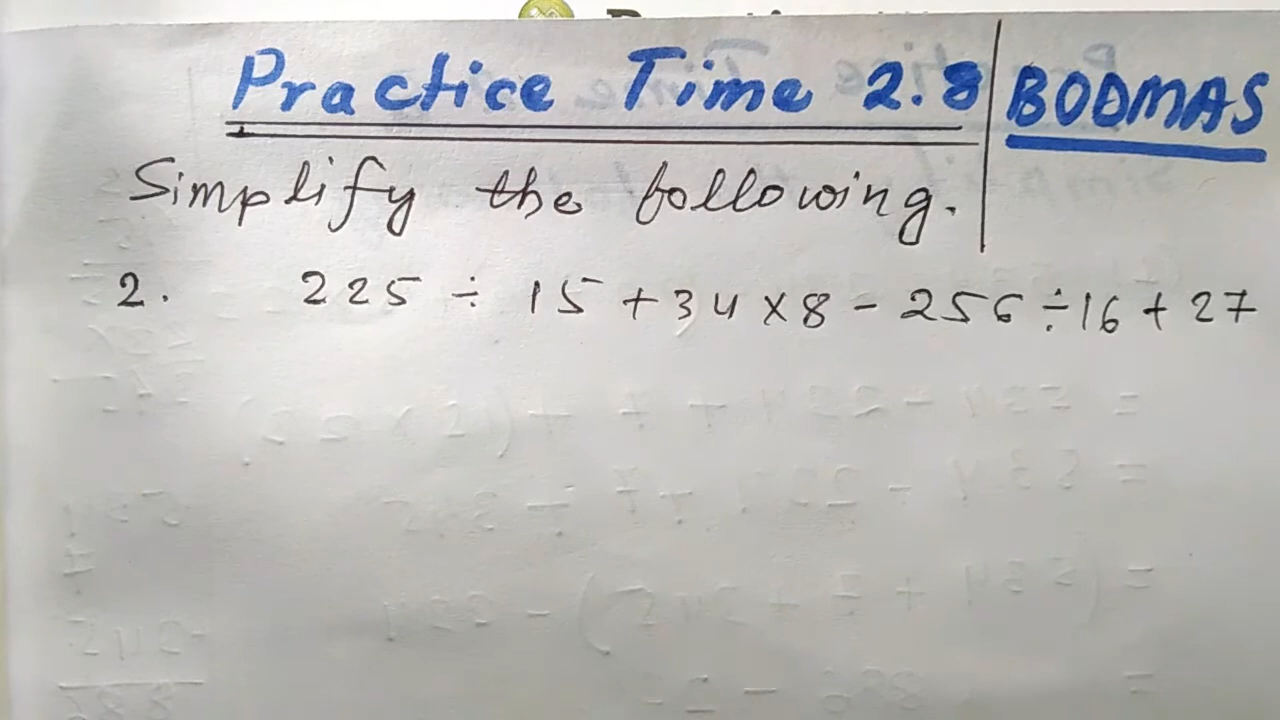 Practice Time 2.8 | BODMAS
Simplify the following.
2. 225 ÷ 15 + 34 × 8 - 256 ÷ 16 + 27